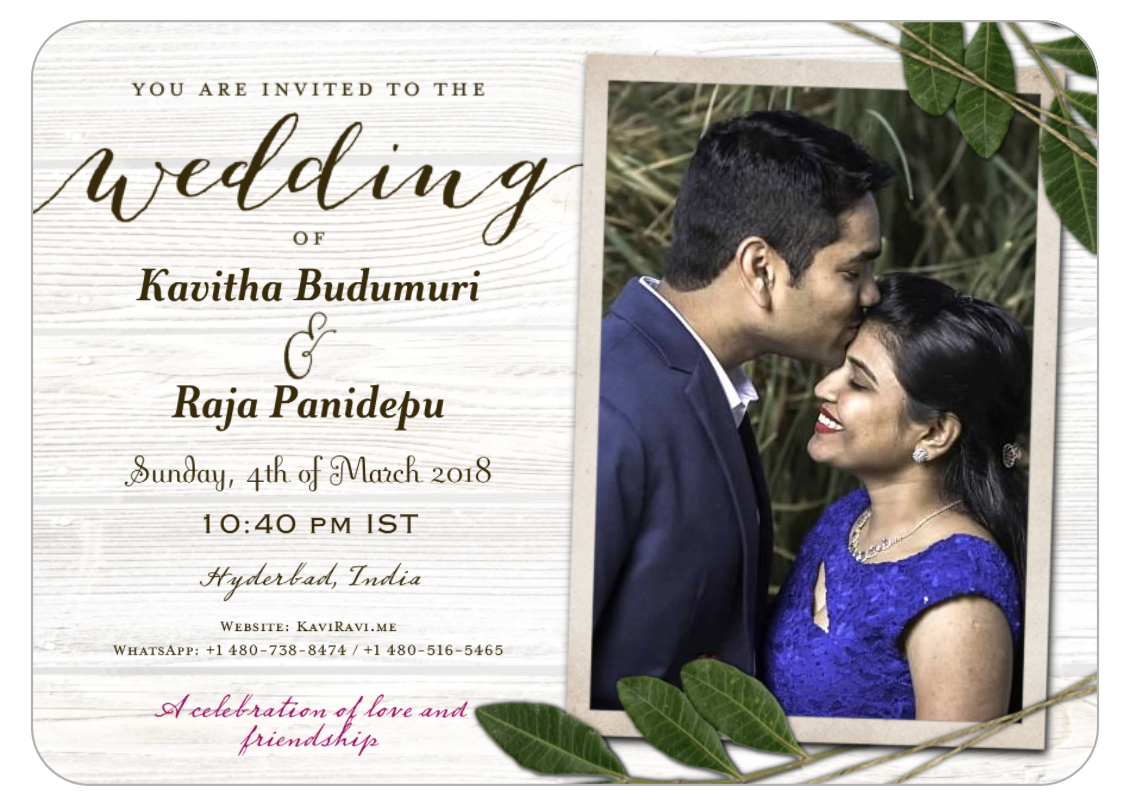 YOU ARE INVITED TO THE
wedding
OF
Kavitha Budumuri
&
Raja Panidepu
Sunday, 4th of March 2018
10:40 PM IST
Hyderbad, India
Website: KaviRavi.me
WhatsApp: +1 480-738-8474 / +1 480-516-5465
A celebration of love and
friendship